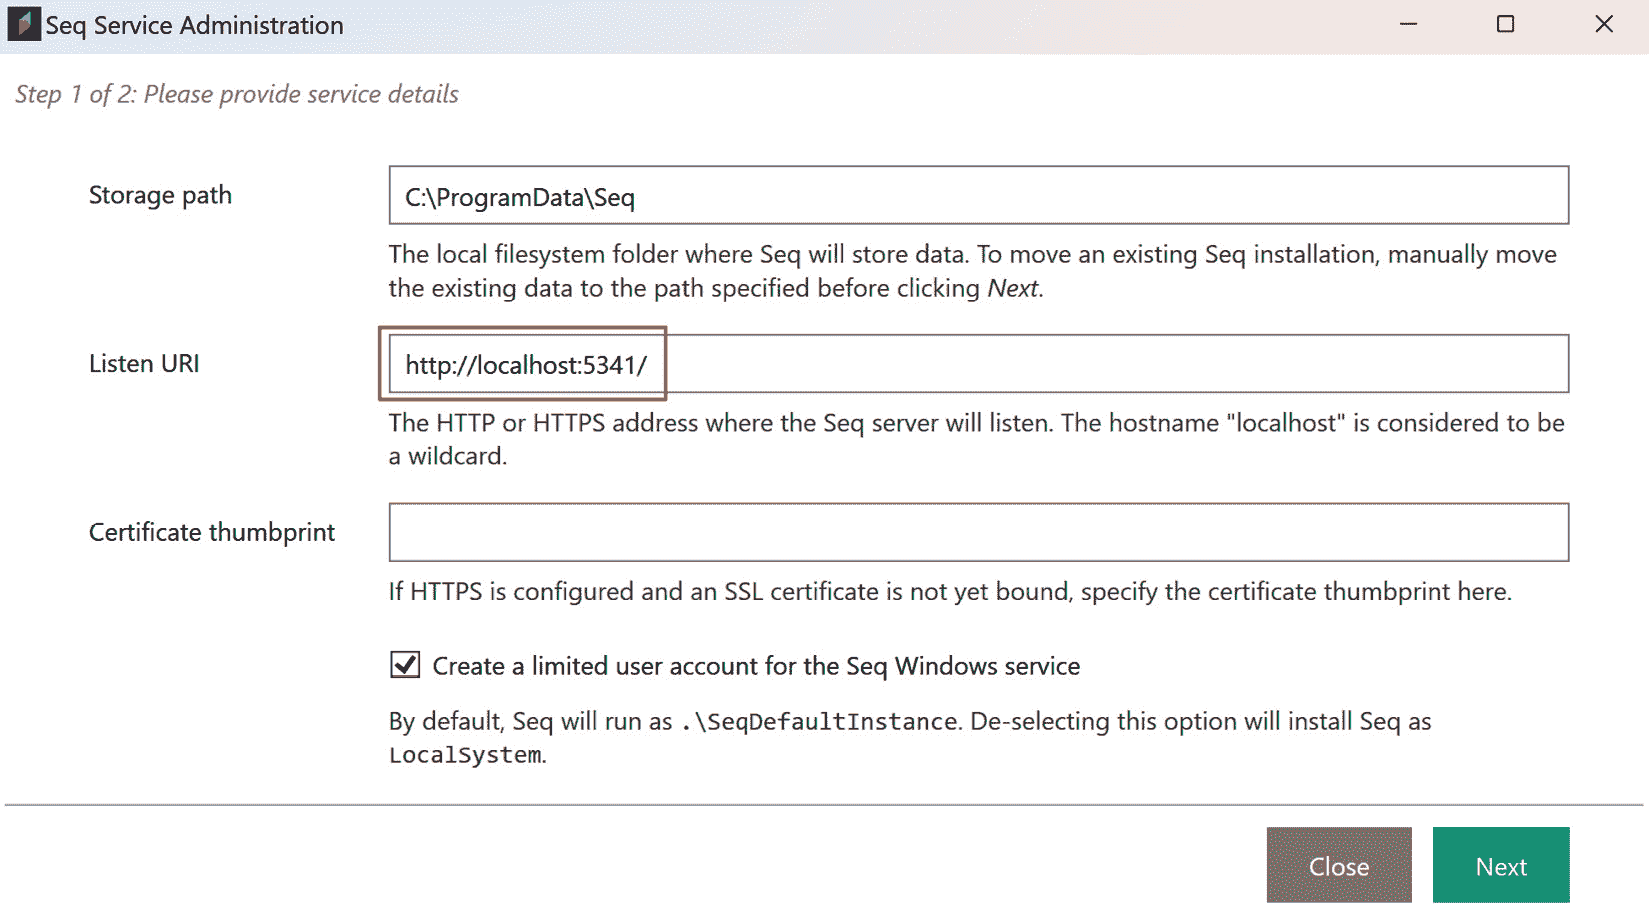 Seq Service Administration
Step 1 of 2: Please provide service details
Storage path
C:\ProgramData\Seq
The local filesystem folder where Seq will store data. To move an existing Seq installation, manually move
the existing data to the path specified before clicking Next.
Listen URI
http://localhost:5341/
The HTTP or HTTPS address where the Seq server will listen. The hostname "localhost" is considered to be
a wildcard.
Certificate thumbprint
If HTTPS is configured and an SSL certificate is not yet bound, specify the certificate thumbprint here.
Create a limited user account for the Seq Windows service
By default, Seq will run as .\SeqDefaultInstance. De-selecting this option will install Seq as
LocalSystem.
Close
Next